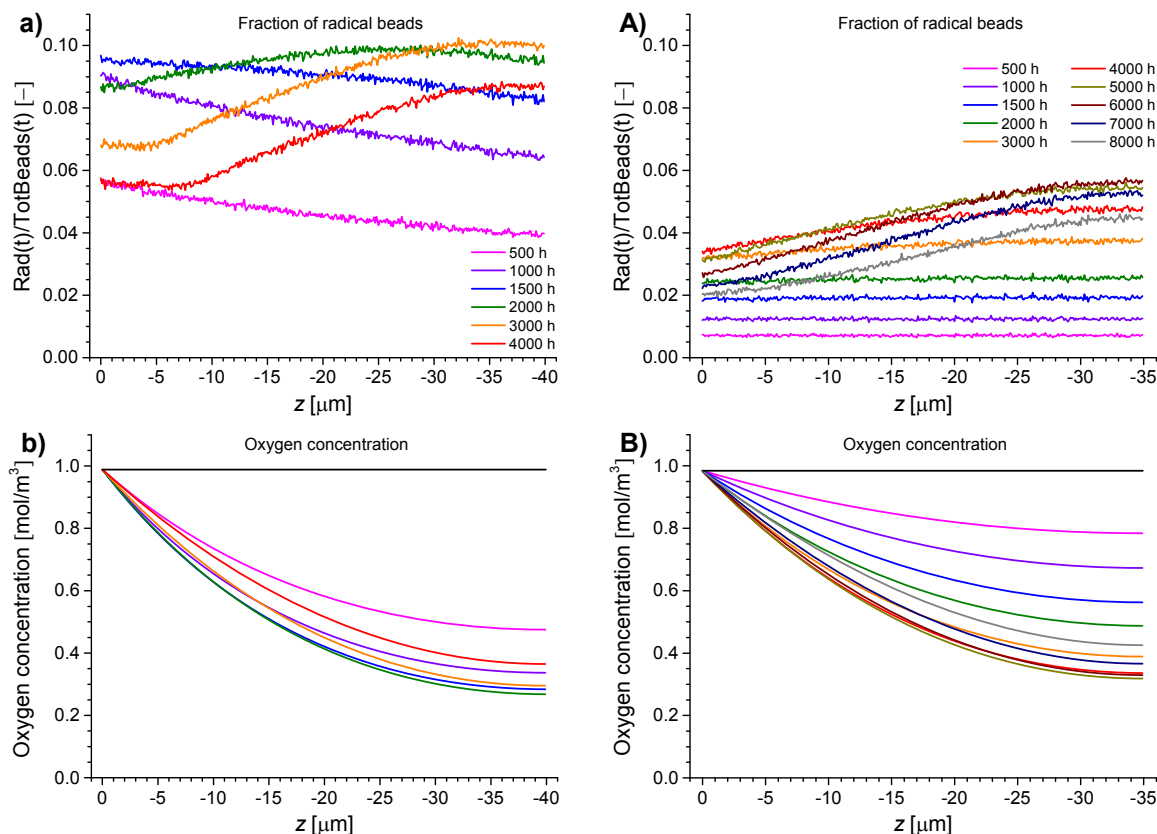 a)
Fraction of radical beads
Rad(t)/TotBeads(t) [−]
0.10
0.08
0.06
0.04
0.02
0.00
500 h
1000 h
1500 h
2000 h
3000 h
4000 h
0 -5 -10 -15 -20 -25 -30 -35 -40
z [μm]
A)
Fraction of radical beads
Rad(t)/TotBeads(t) [−]
0.10
0.08
0.06
0.04
0.02
0.00
500 h 4000 h
1000 h 5000 h
1500 h 6000 h
2000 h 7000 h
3000 h 8000 h
0 -5 -10 -15 -20 -25 -30 -35
z [μm]
b)
Oxygen concentration
Oxygen concentration [mol/m³]
1.0
0.8
0.6
0.4
0.2
0.0
0 -5 -10 -15 -20 -25 -30 -35 -40
z [μm]
B)
Oxygen concentration
Oxygen concentration [mol/m³]
1.0
0.8
0.6
0.4
0.2
0.0
0 -5 -10 -15 -20 -25 -30 -35
z [μm]